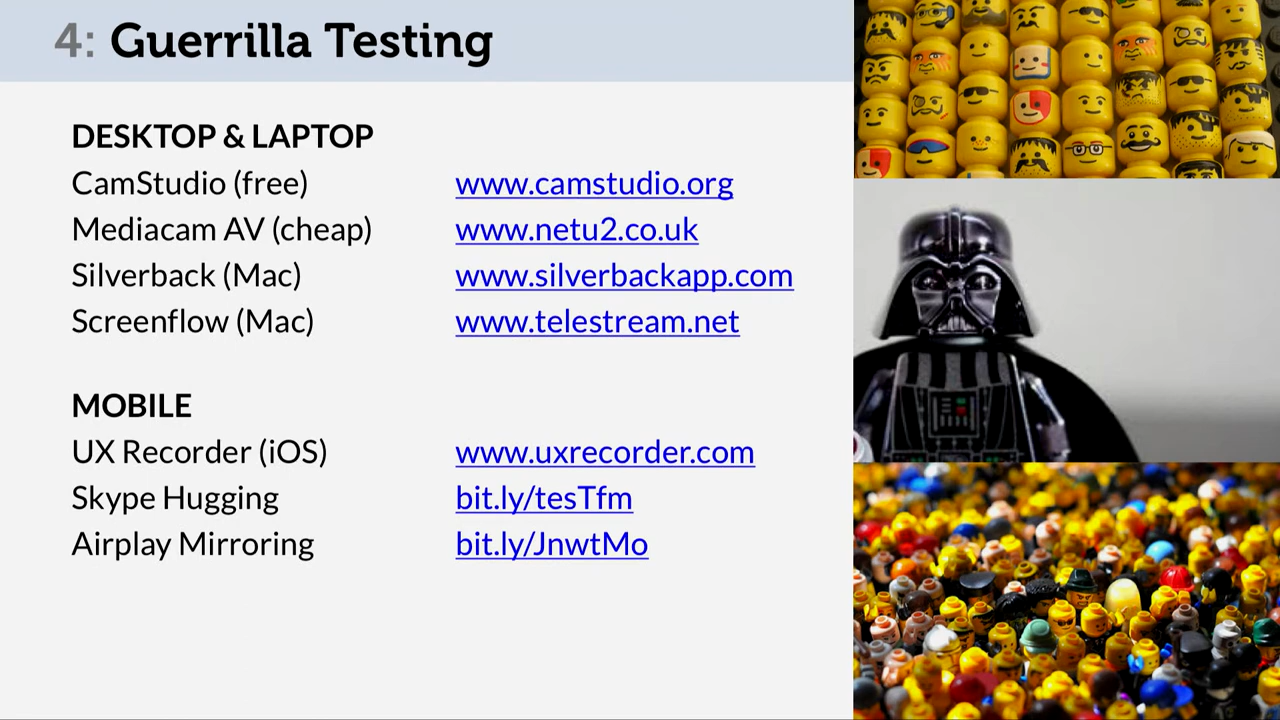 4: Guerrilla Testing
DESKTOP & LAPTOP
CamStudio (free) www.camstudio.org
Mediacam AV (cheap) www.netu2.co.uk
Silverback (Mac) www.silverbackapp.com
Screenflow (Mac) www.telestream.net
MOBILE
UX Recorder (iOS) www.uxrecorder.com
Skype Hugging bit.ly/tesTfm
Airplay Mirroring bit.ly/JnwtMo